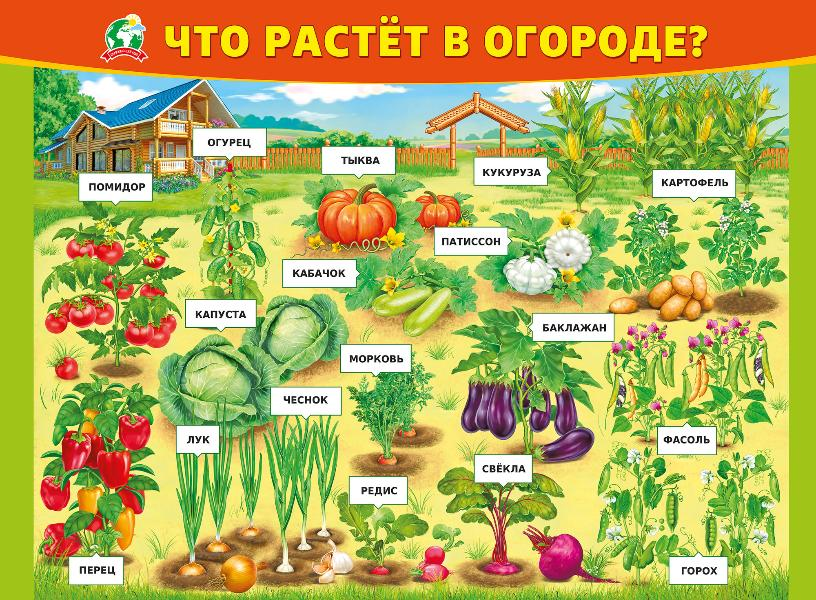 ЧТО РАСТЁТ В ОГОРОДЕ?
ОГУРЕЦ
ТЫКВА
КУКУРУЗА
ПОМИДОР
КАРТОФЕЛЬ
ПАТИССОН
КАБАЧОК
КАПУСТА
БАКЛАЖАН
МОРКОВЬ
ЧЕСНОК
ЛУК
ФАСОЛЬ
СВЁКЛА
РЕДИС
ПЕРЕЦ
ГОРОХ